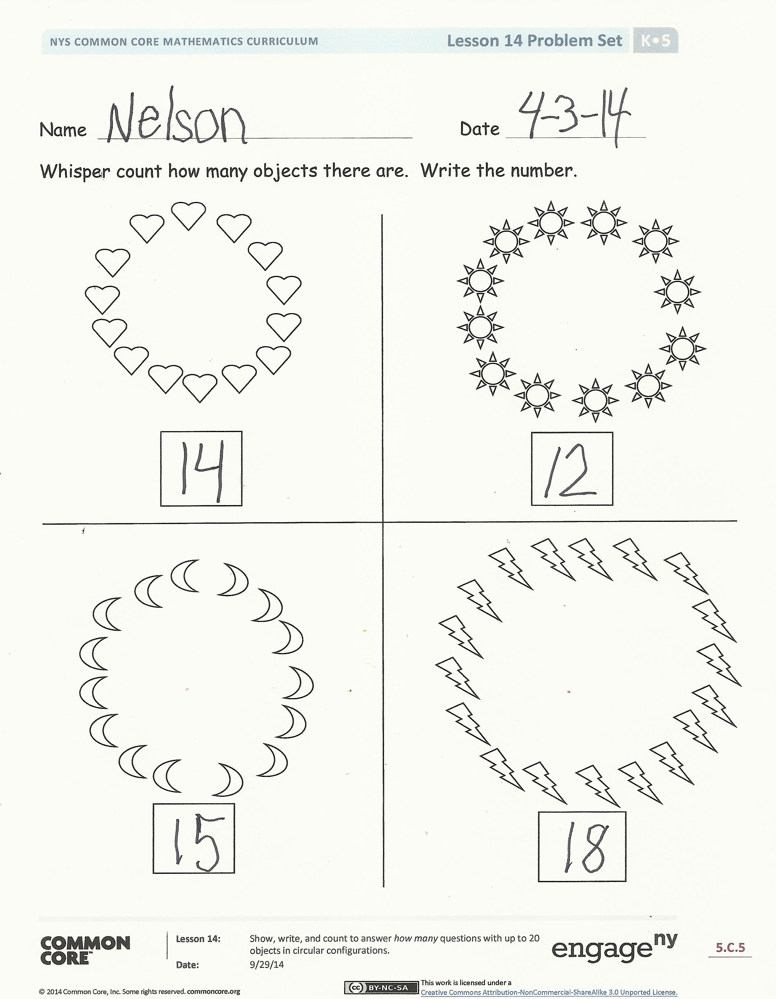 NYS COMMON CORE MATHEMATICS CURRICULUM
Lesson 14 Problem Set
K•5
Name Nelson
Date 4-3-14
Whisper count how many objects there are. Write the number.
14
12
15
18
COMMON CORE™
Lesson 14:
Show, write, and count to answer how many questions with up to 20
objects in circular configurations.
Date:
9/29/14
engage ny
5.C.5
© 2014 Common Core, Inc. Some rights reserved. commoncore.org
cc BY-NC-SA
This work is licensed under a
Creative Commons Attribution-NonCommercial-ShareAlike 3.0 Unported License.